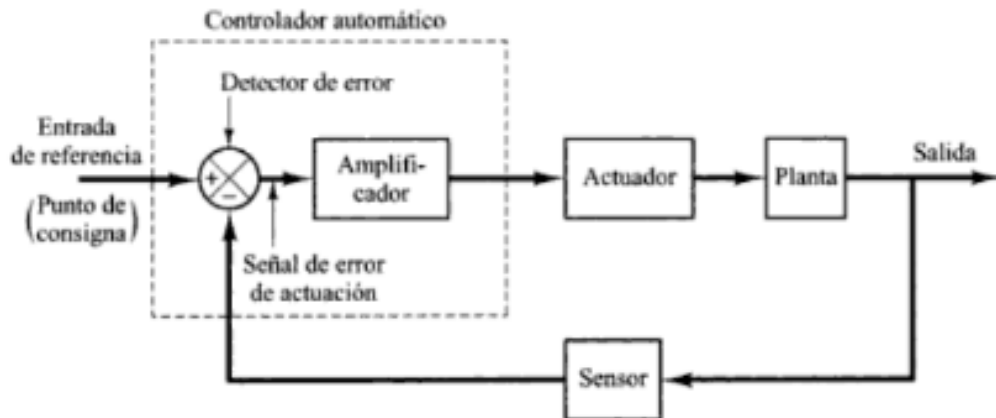 Controlador automático
Detector de error
Entrada
de referencia
(Punto de
consigna)
+
−
Amplifi-
cador
Actuador
Planta
Salida
Señal de error
de actuación
Sensor